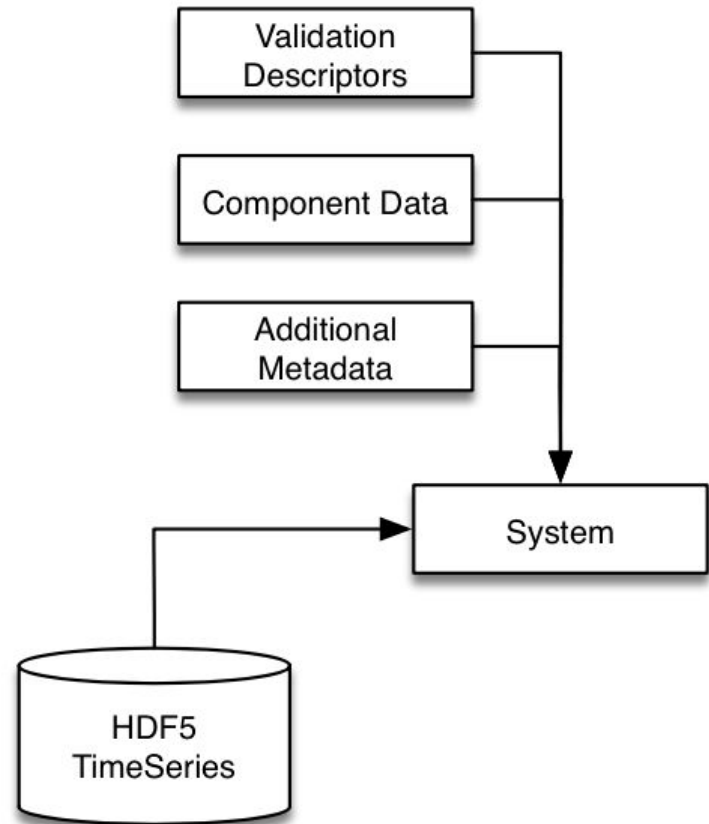 Validation
Descriptors
Component Data
Additional
Metadata
System
HDF5
TimeSeries